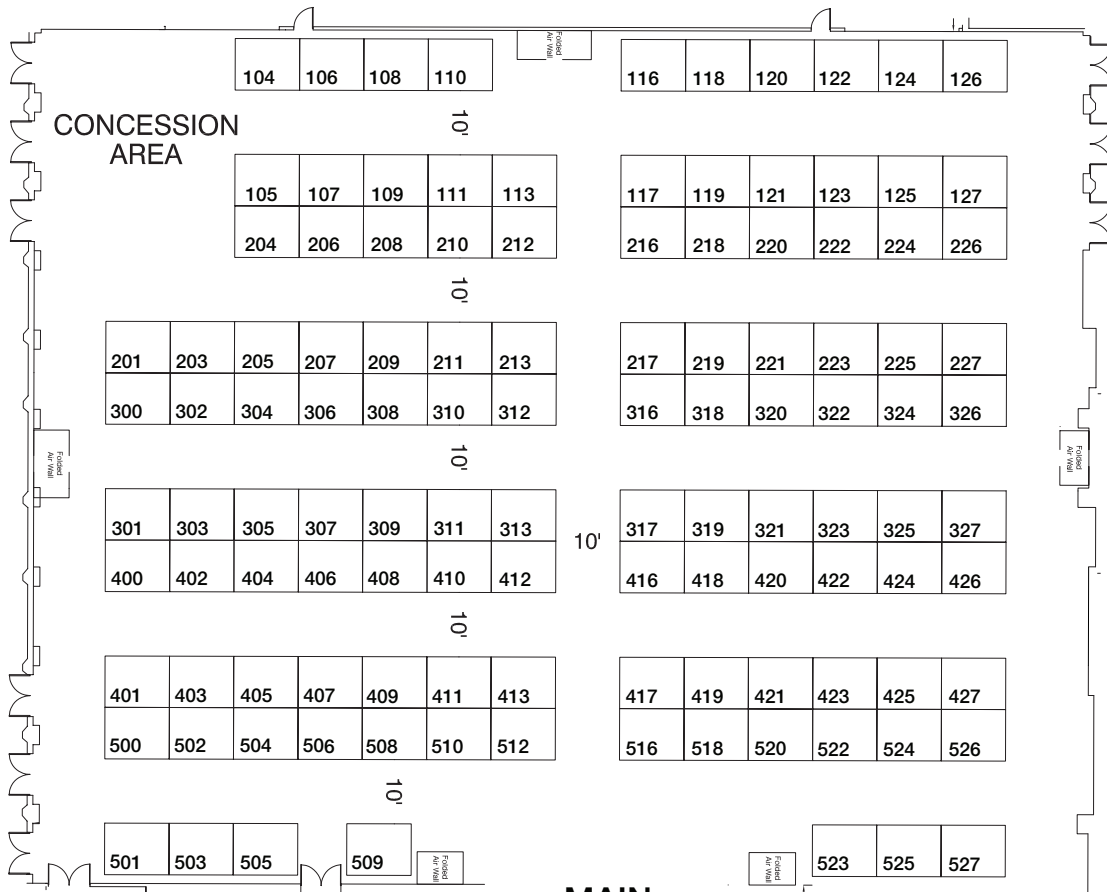 Folded
Air Wall
104 106 108 110
116 118 120 122 124 126
10'
CONCESSION
AREA
105 107 109 111 113
117 119 121 123 125 127
204 206 208 210 212
216 218 220 222 224 226
10'
201 203 205 207 209 211 213
217 219 221 223 225 227
300 302 304 306 308 310 312
316 318 320 322 324 326
Folded
Air Wall
10'
Folded
Air Wall
301 303 305 307 309 311 313
317 319 321 323 325 327
10'
400 402 404 406 408 410 412
416 418 420 422 424 426
10'
401 403 405 407 409 411 413
417 419 421 423 425 427
500 502 504 506 508 510 512
516 518 520 522 524 526
10'
501 503 505 509
Folded
Air Wall
Folded
Air Wall
523 525 527
MAIN